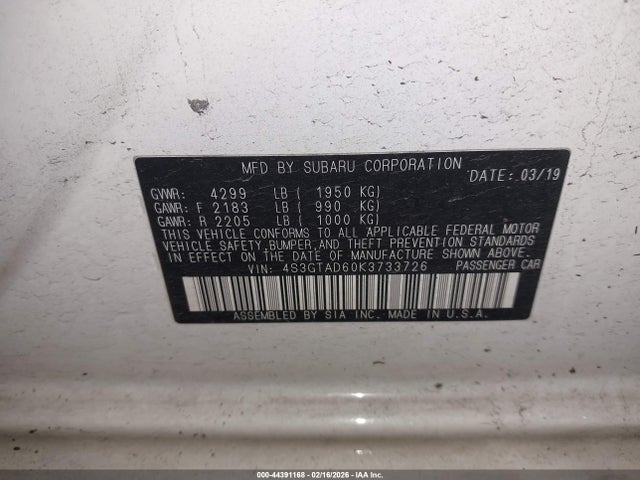 MFD BY SUBARU CORPORATION
DATE: 03/19
GVWR: 4299 LB ( 1950 KG)
GAWR: F 2183 LB ( 990 KG)
GAWR: R 2205 LB ( 1000 KG)
THIS VEHICLE CONFORMS TO ALL APPLICABLE FEDERAL MOTOR
VEHICLE SAFETY, BUMPER, AND THEFT PREVENTION STANDARDS
IN EFFECT ON THE DATE OF MANUFACTURE SHOWN ABOVE.
VIN: 4S3GTAD60K3733726 PASSENGER CAR
ASSEMBLED BY SIA INC. MADE IN U.S.A.
000-44391168 - 02/16/2026 - IAA Inc.